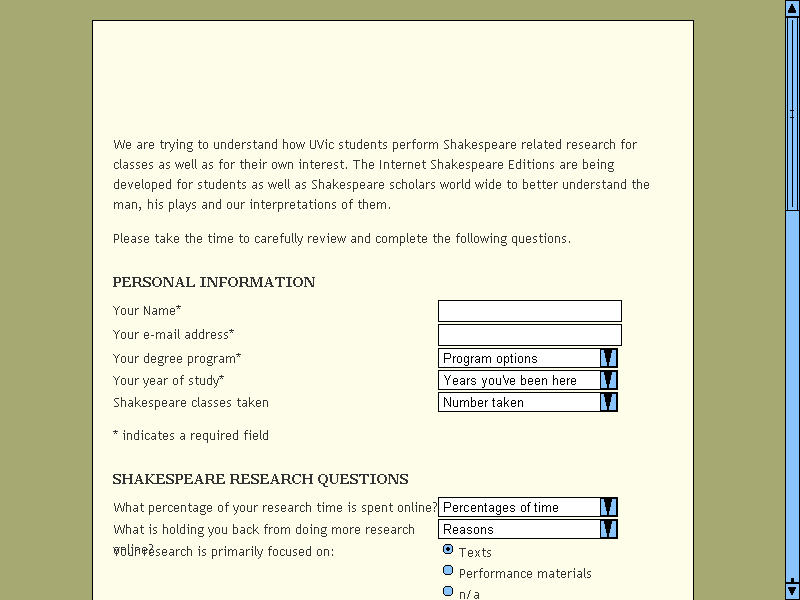 We are trying to understand how UVic students perform Shakespeare related research for
classes as well as for their own interest. The Internet Shakespeare Editions are being
developed for students as well as Shakespeare scholars world wide to better understand the
man, his plays and our interpretations of them.
Please take the time to carefully review and complete the following questions.
PERSONAL INFORMATION
Your Name*
Your e-mail address*
Your degree program* Program options
Your year of study* Years you've been here
Shakespeare classes taken Number taken
* indicates a required field
SHAKESPEARE RESEARCH QUESTIONS
What percentage of your research time is spent online? Percentages of time
What is holding you back from doing more research Reasons
online?
Your research is primarily focused on: Texts
Performance materials
n/a